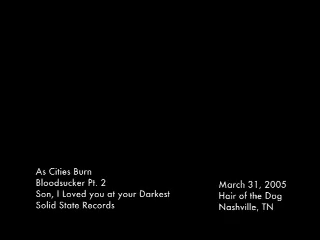 As Cities Burn
Bloodsucker Pt. 2
Son, I Loved you at your Darkest
Solid State Records
March 31, 2005
Hair of the Dog
Nashville, TN